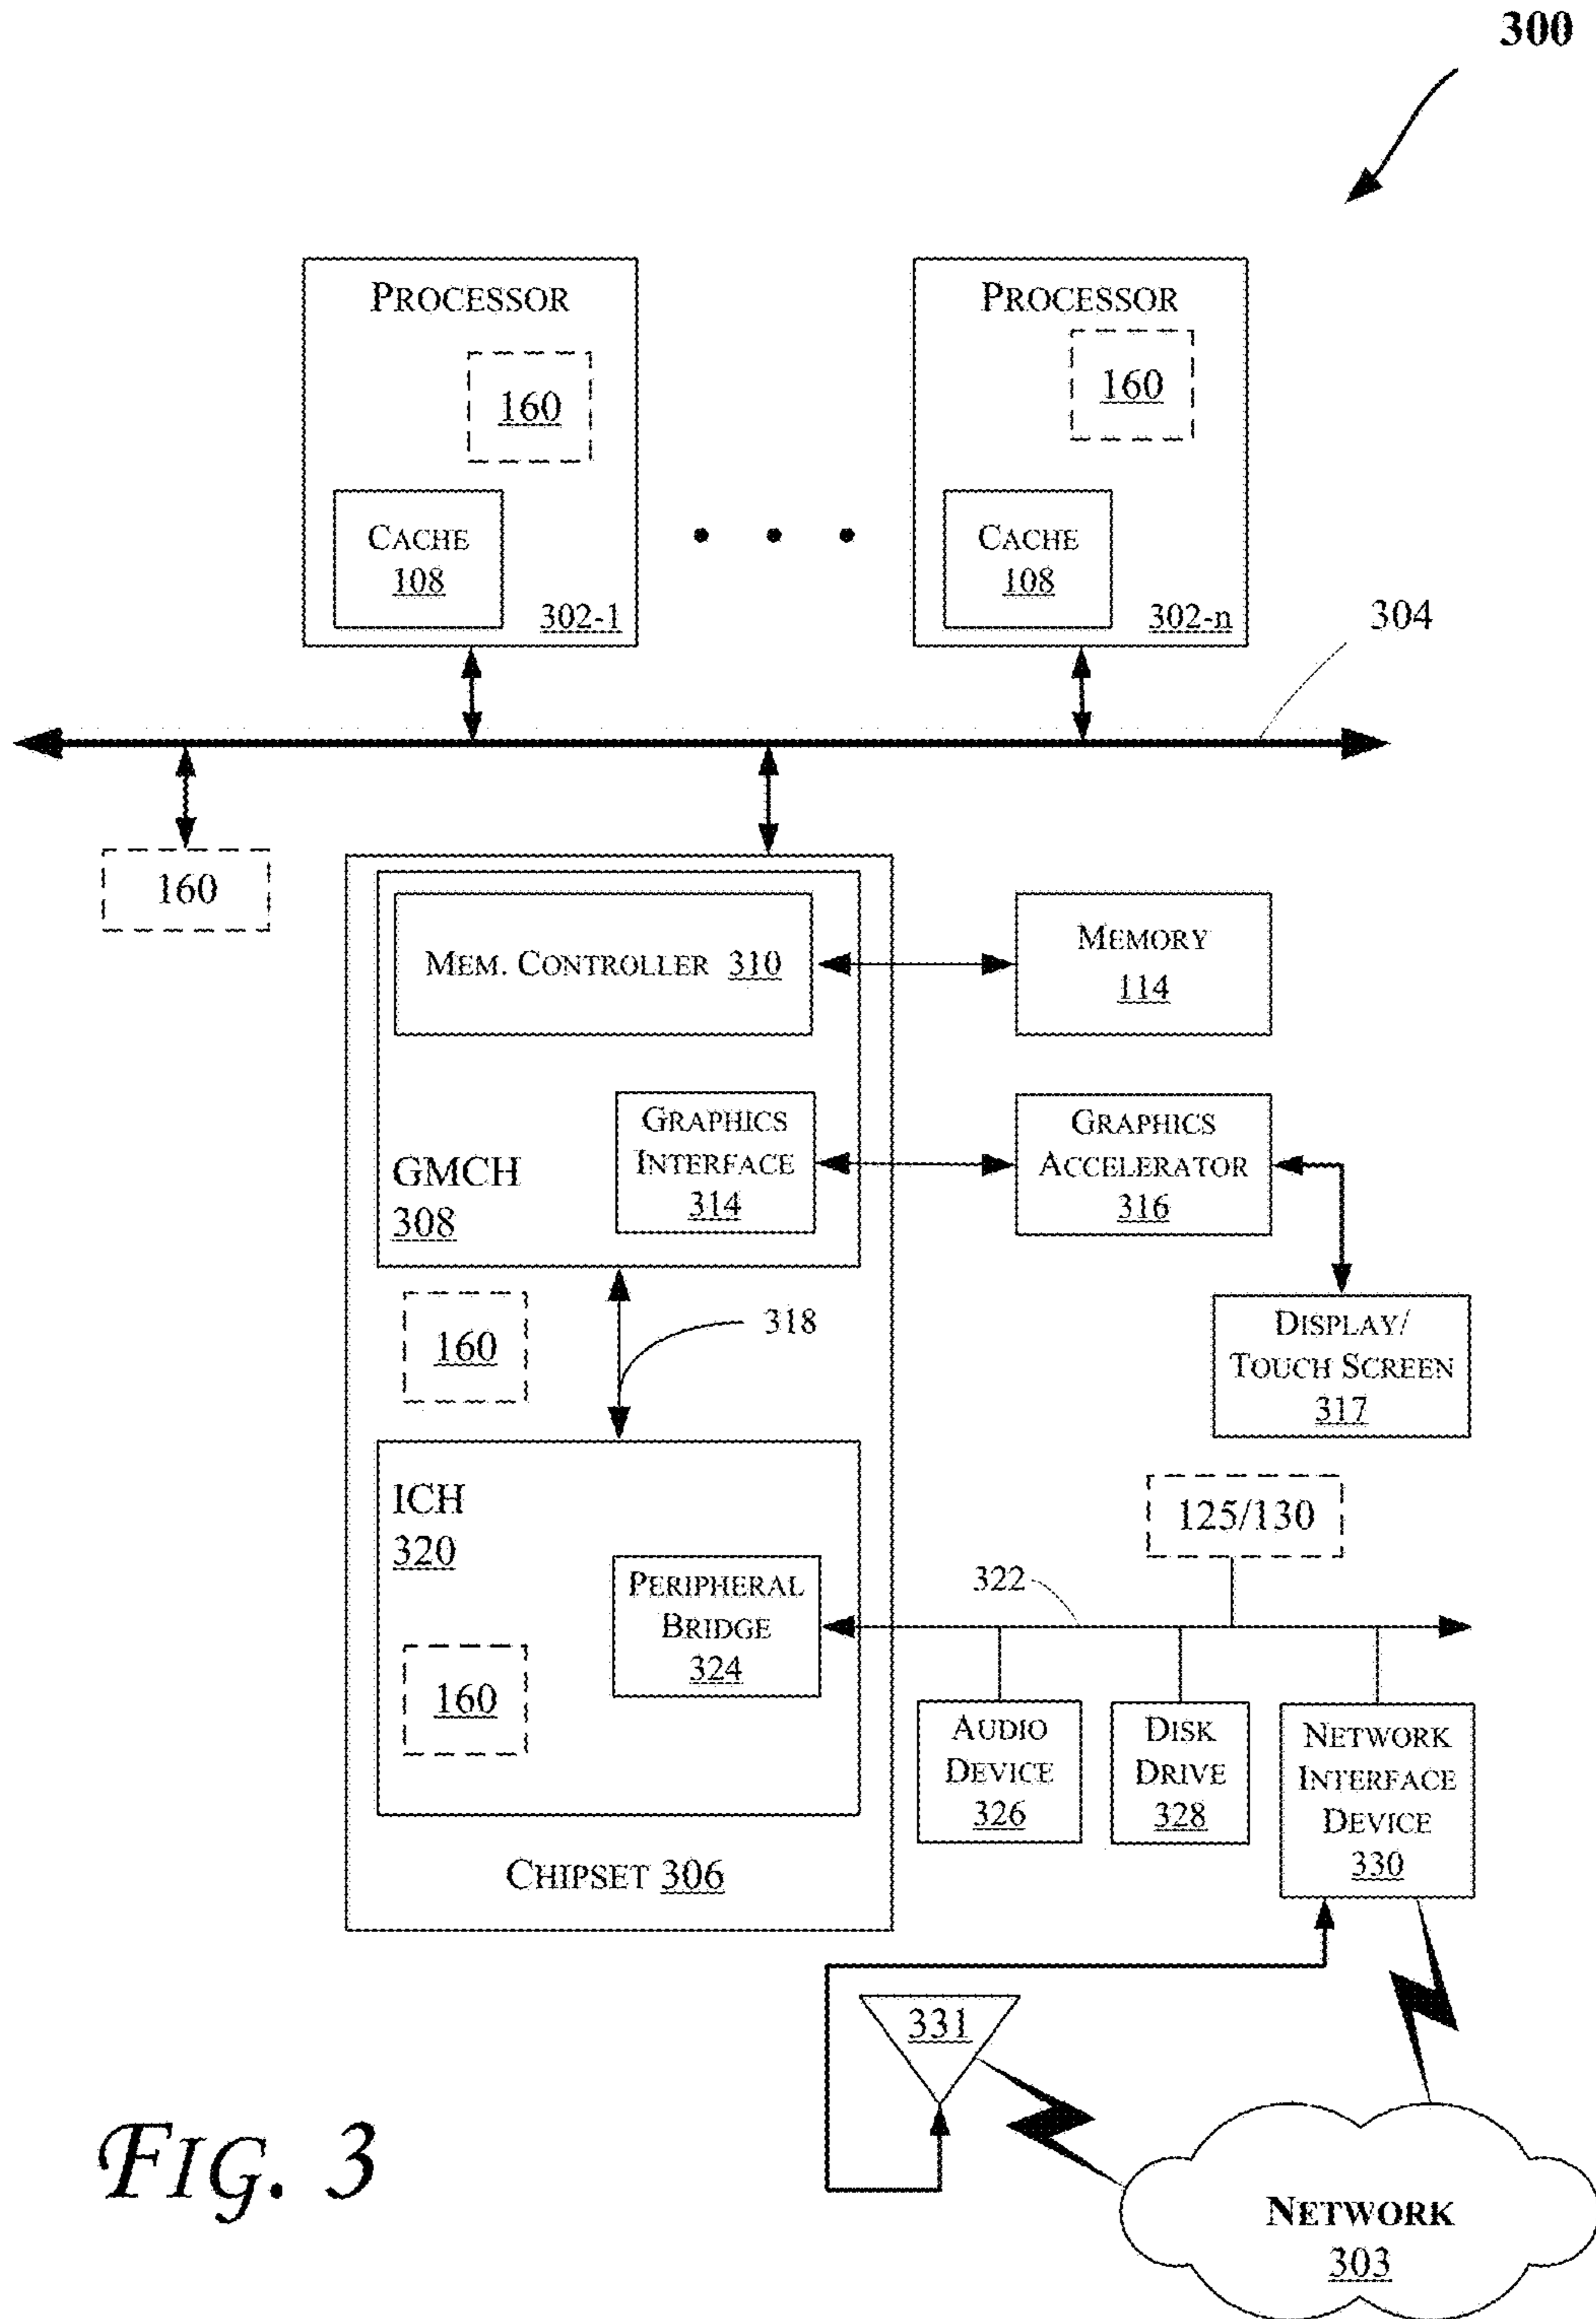 300
PROCESSOR
160
CACHE
108
302-1
PROCESSOR
160
CACHE
108
302-n
304
160
MEM. CONTROLLER 310
MEMORY
114
GRAPHICS
INTERFACE
314
GMCH
308
GRAPHICS
ACCELERATOR
316
160
318
DISPLAY/
TOUCH SCREEN
317
ICH
320
125/130
322
PERIPHERAL
BRIDGE
324
160
AUDIO
DEVICE
326
DISK
DRIVE
328
NETWORK
INTERFACE
DEVICE
330
CHIPSET 306
331
NETWORK
303
FIG. 3